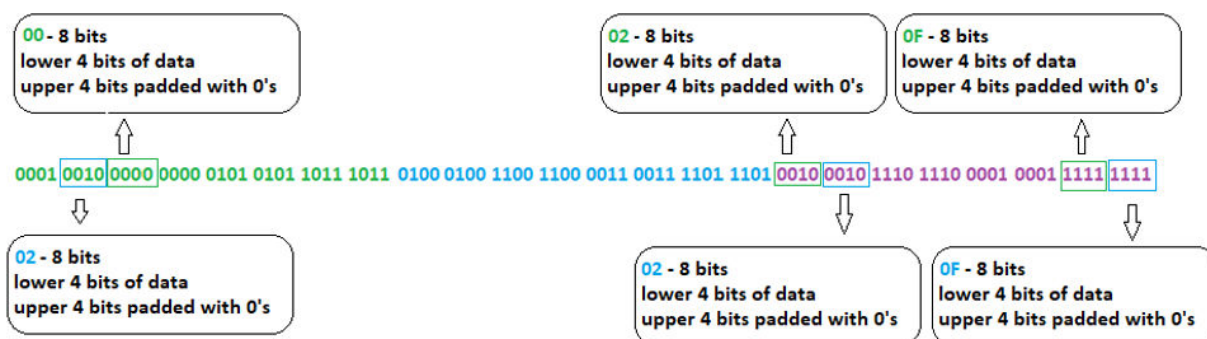 00 - 8 bits
lower 4 bits of data
upper 4 bits padded with 0's
02 - 8 bits
lower 4 bits of data
upper 4 bits padded with 0's
0F - 8 bits
lower 4 bits of data
upper 4 bits padded with 0's
0001 0010 0000 0000 0101 0101 1011 1011 0100 0100 1100 1100 0011 0011 1101 1101 0010 0010 1110 1110 0001 0001 1111 1111
02 - 8 bits
lower 4 bits of data
upper 4 bits padded with 0's
02 - 8 bits
lower 4 bits of data
upper 4 bits padded with 0's
0F - 8 bits
lower 4 bits of data
upper 4 bits padded with 0's